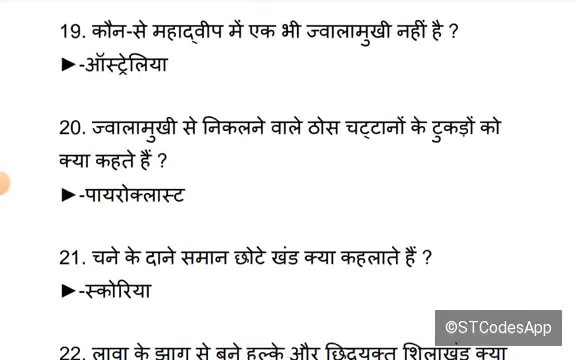 19. कौन-से महाद्वीप में एक भी ज्वालामुखी नहीं है ?
►-ऑस्ट्रेलिया
20. ज्वालामुखी से निकलने वाले ठोस चट्टानों के टुकड़ों को
क्या कहते हैं ?
►-पायरोक्लास्ट
21. चने के दाने समान छोटे खंड क्या कहलाते हैं ?
►-स्कोरिया
©STCodesApp
22. लावा के झाग से बने हल्के और छिद्रयुक्त शिलाखंड क्या